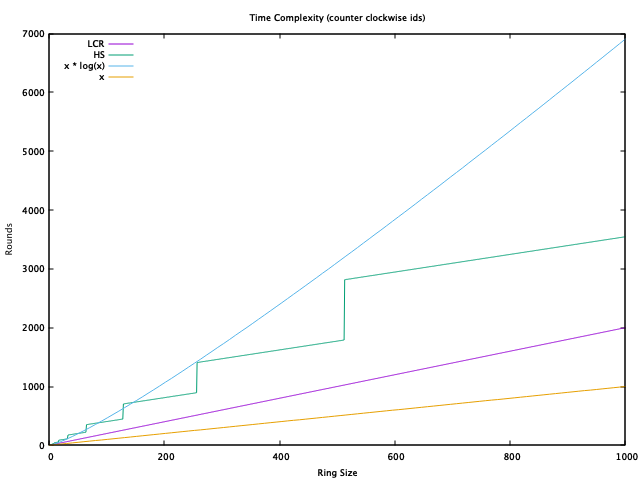 Time Complexity (counter clockwise ids)
7000
6000
5000
4000
3000
2000
1000
0
LCR
HS
x * log(x)
x
Rounds
0
200
400
600
800
1000
Ring Size